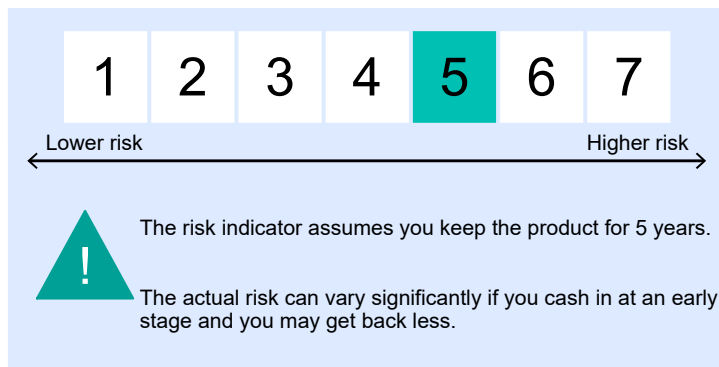 1 2 3 4 5 6 7
Lower risk Higher risk
The risk indicator assumes you keep the product for 5 years.
!
The actual risk can vary significantly if you cash in at an early
stage and you may get back less.